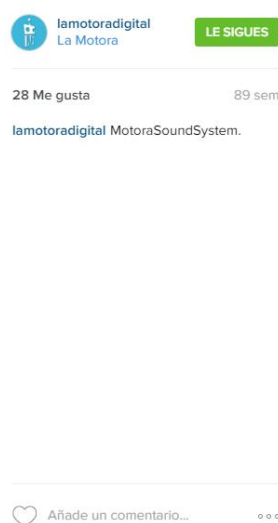 lamotoradigital
La Motora
LE SIGUES
28 Me gusta
89 sem
lamotoradigital MotoraSoundSystem.
Añade un comentario...